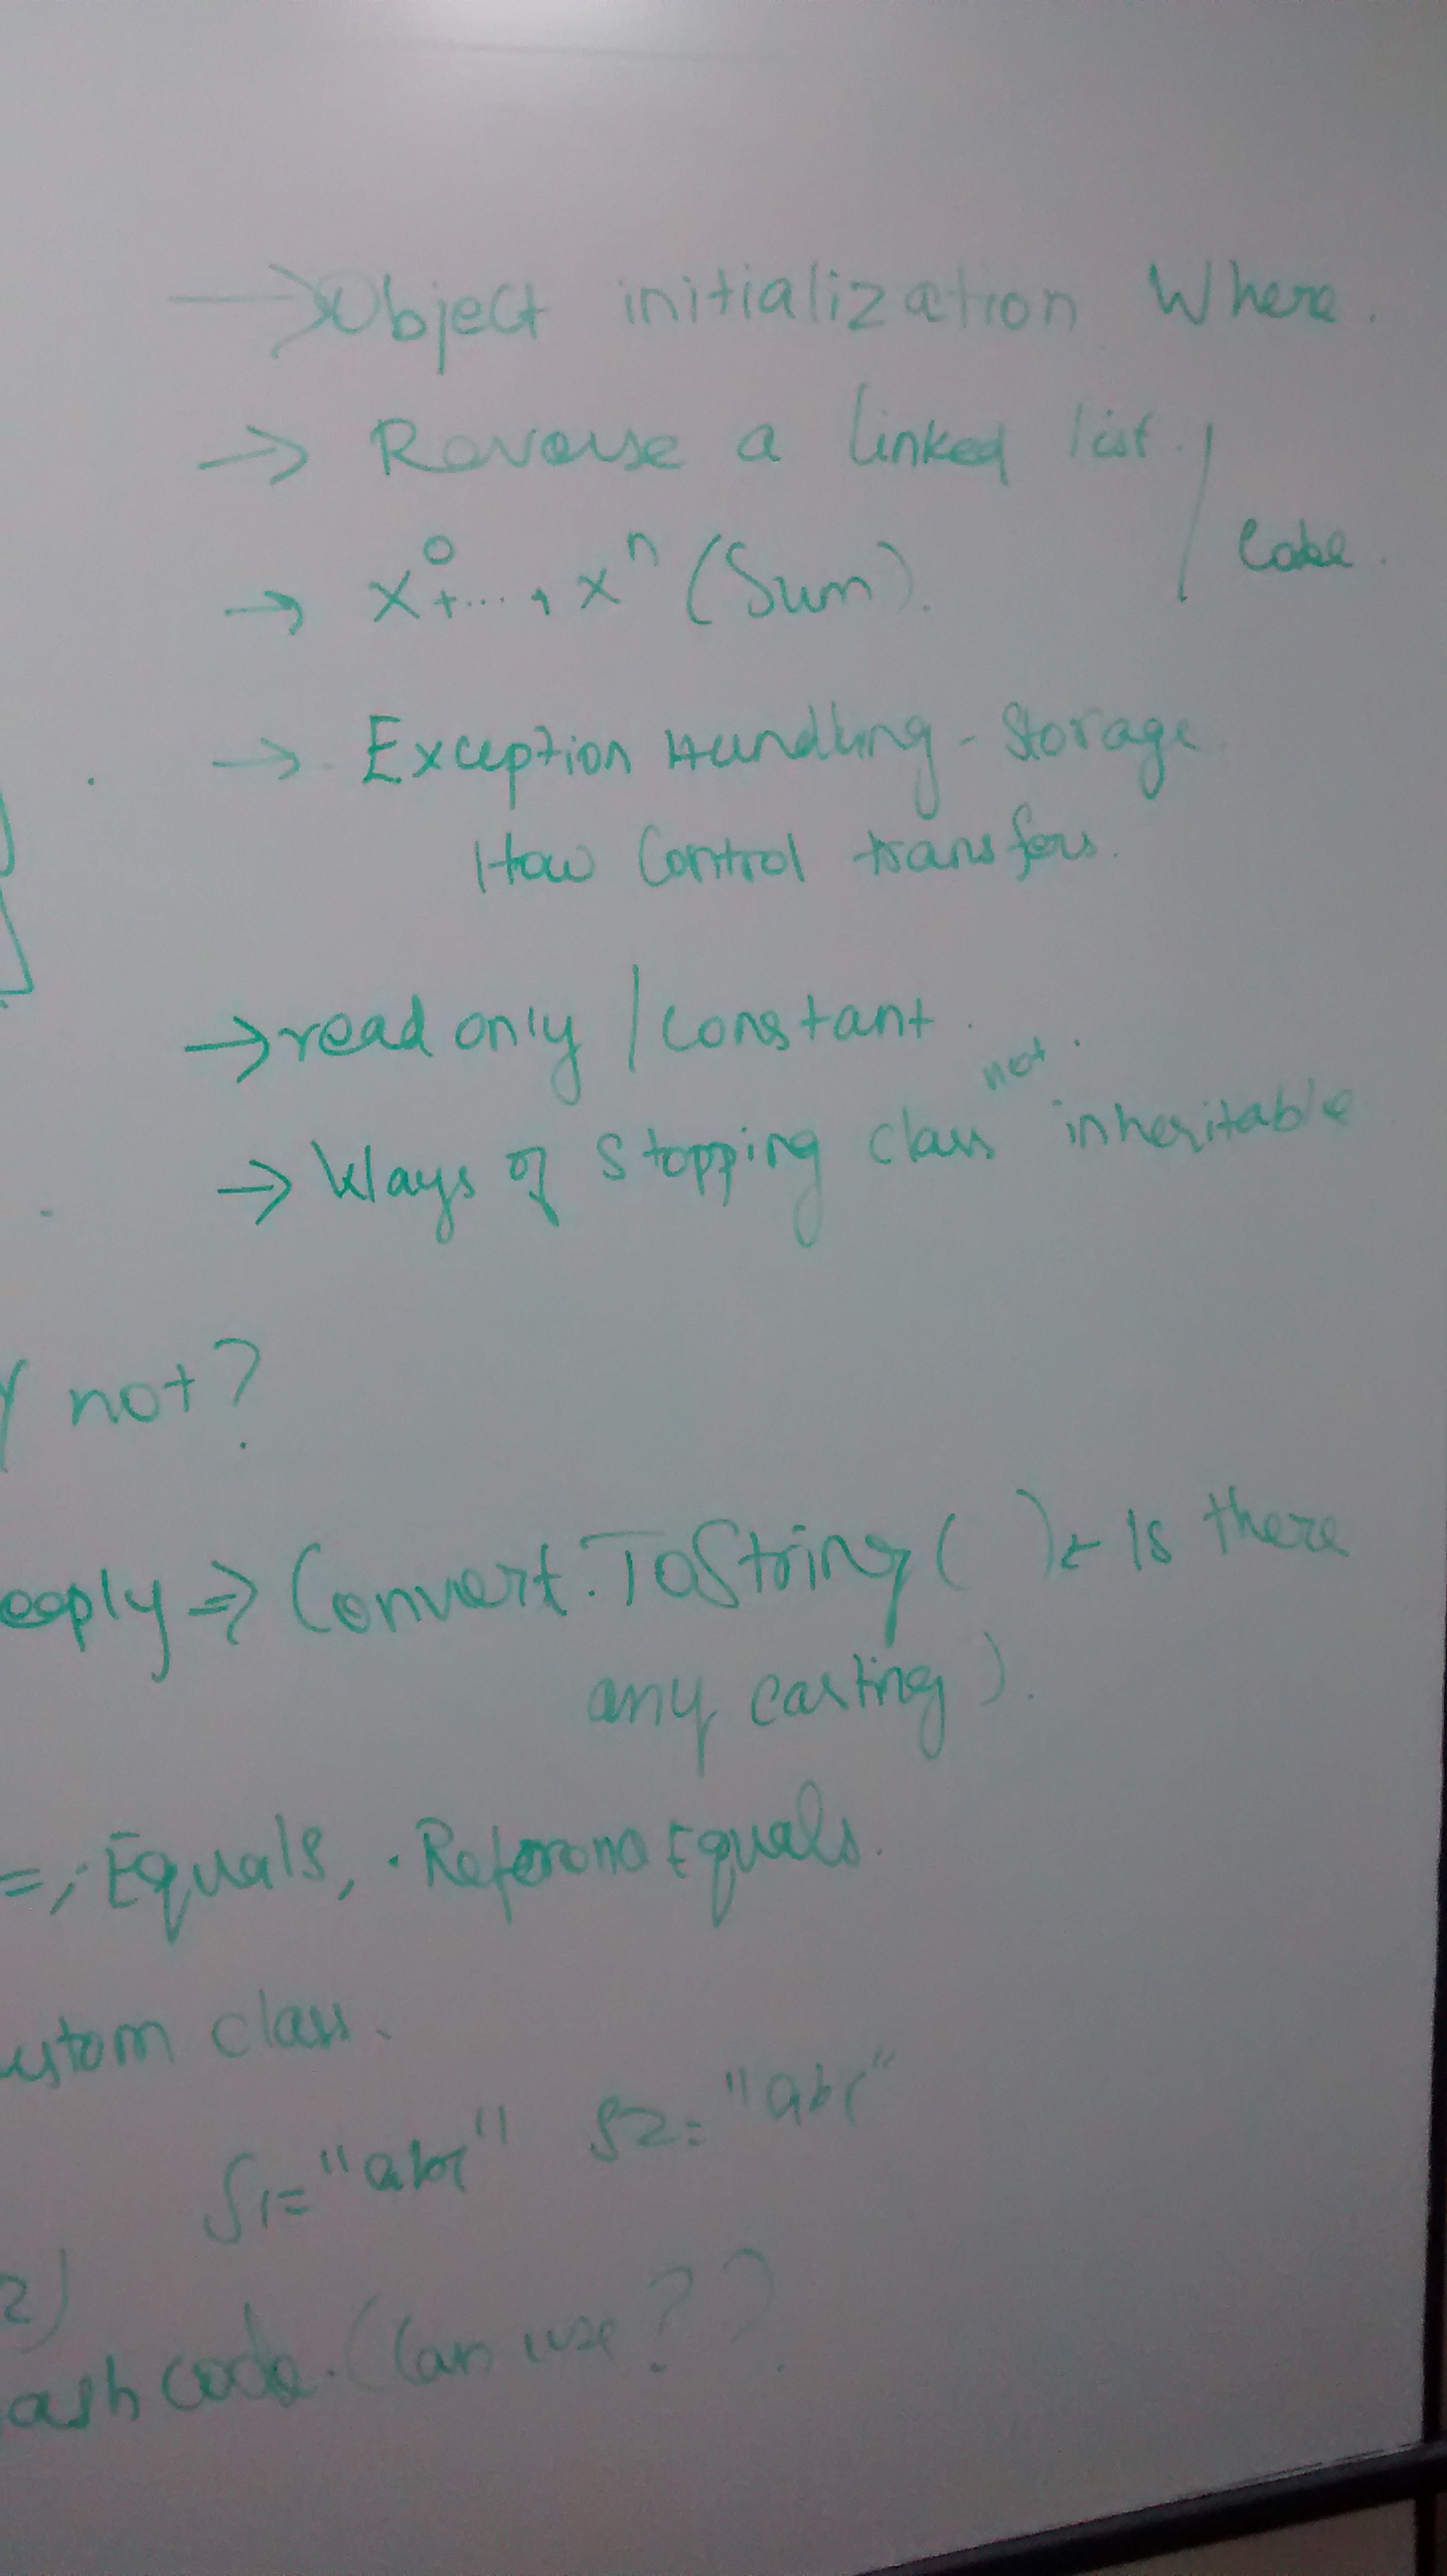 → Object initialization Where.
→ Reverse a linked list.
Code.
→ x⁰+...+xⁿ (Sum).
→ Exception Handling - Storage
How Control transfers.
→ read only / Constant.
not
→ Ways of stopping class inheritable
not?
eeply ⇒ Convert.ToString( ) ← Is there
any casting).
=, .Equals, .ReferenceEquals.
ustom class.
S1="abc" S2="abc"
2)
ash code. (Can use??